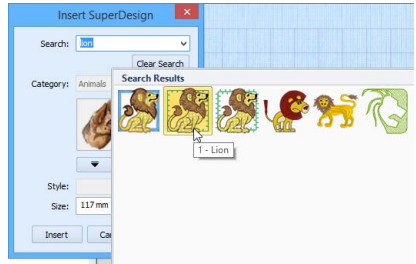 Insert SuperDesign
Search: lion
Clear Search
Category: Animals
Search Results
1 - Lion
Style:
Size: 117 mm
Insert